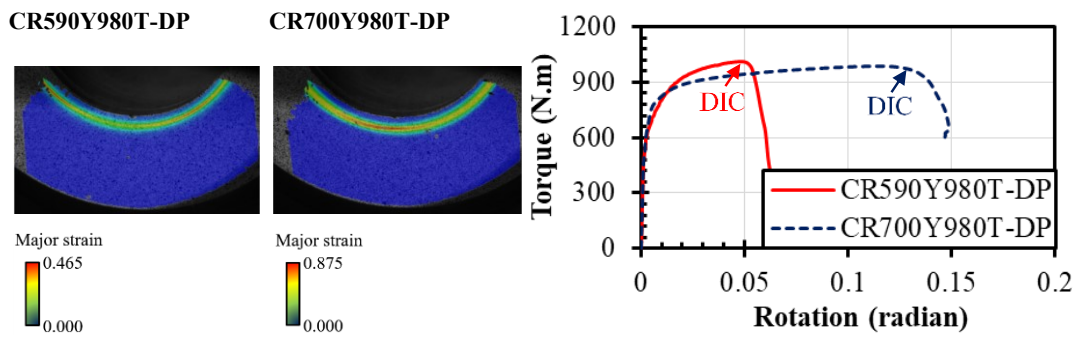 CR590Y980T-DP
CR700Y980T-DP
Major strain
0.465
0.000
Major strain
0.875
0.000
Torque (N.m)
1200
900
600
300
0
DIC
DIC
CR590Y980T-DP
CR700Y980T-DP
0
0.05
0.1
0.15
0.2
Rotation (radian)